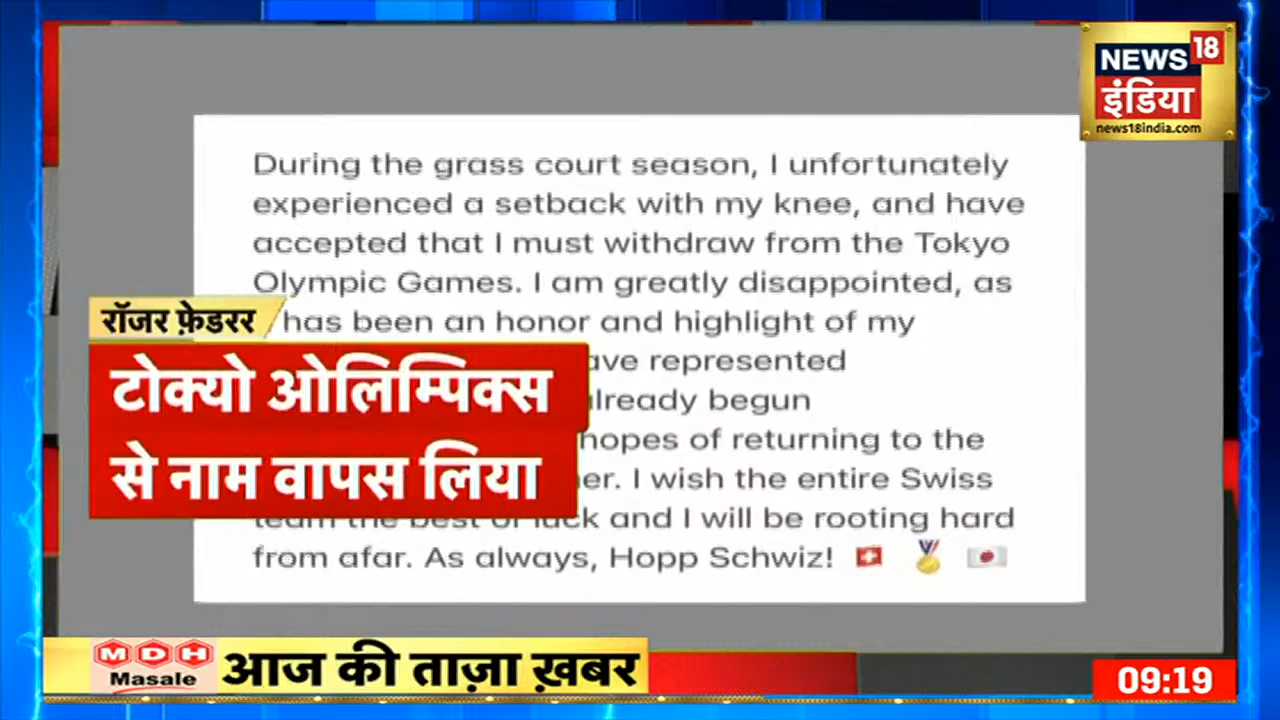 NEWS 18
इंडिया
news18india.com
During the grass court season, I unfortunately
experienced a setback with my knee, and have
accepted that I must withdraw from the Tokyo
Olympic Games. I am greatly disappointed, as
has been an honor and highlight of my
represented
already begun
hopes of returning to the
I wish the entire Swiss
team the best of luck and I will be rooting hard
from afar. As always, Hopp Schwiz!
रॉजर फ़ेडरर
टोक्यो ओलिम्पिक्स
से नाम वापस लिया
MDH
Masale
आज की ताज़ा ख़बर
09:19